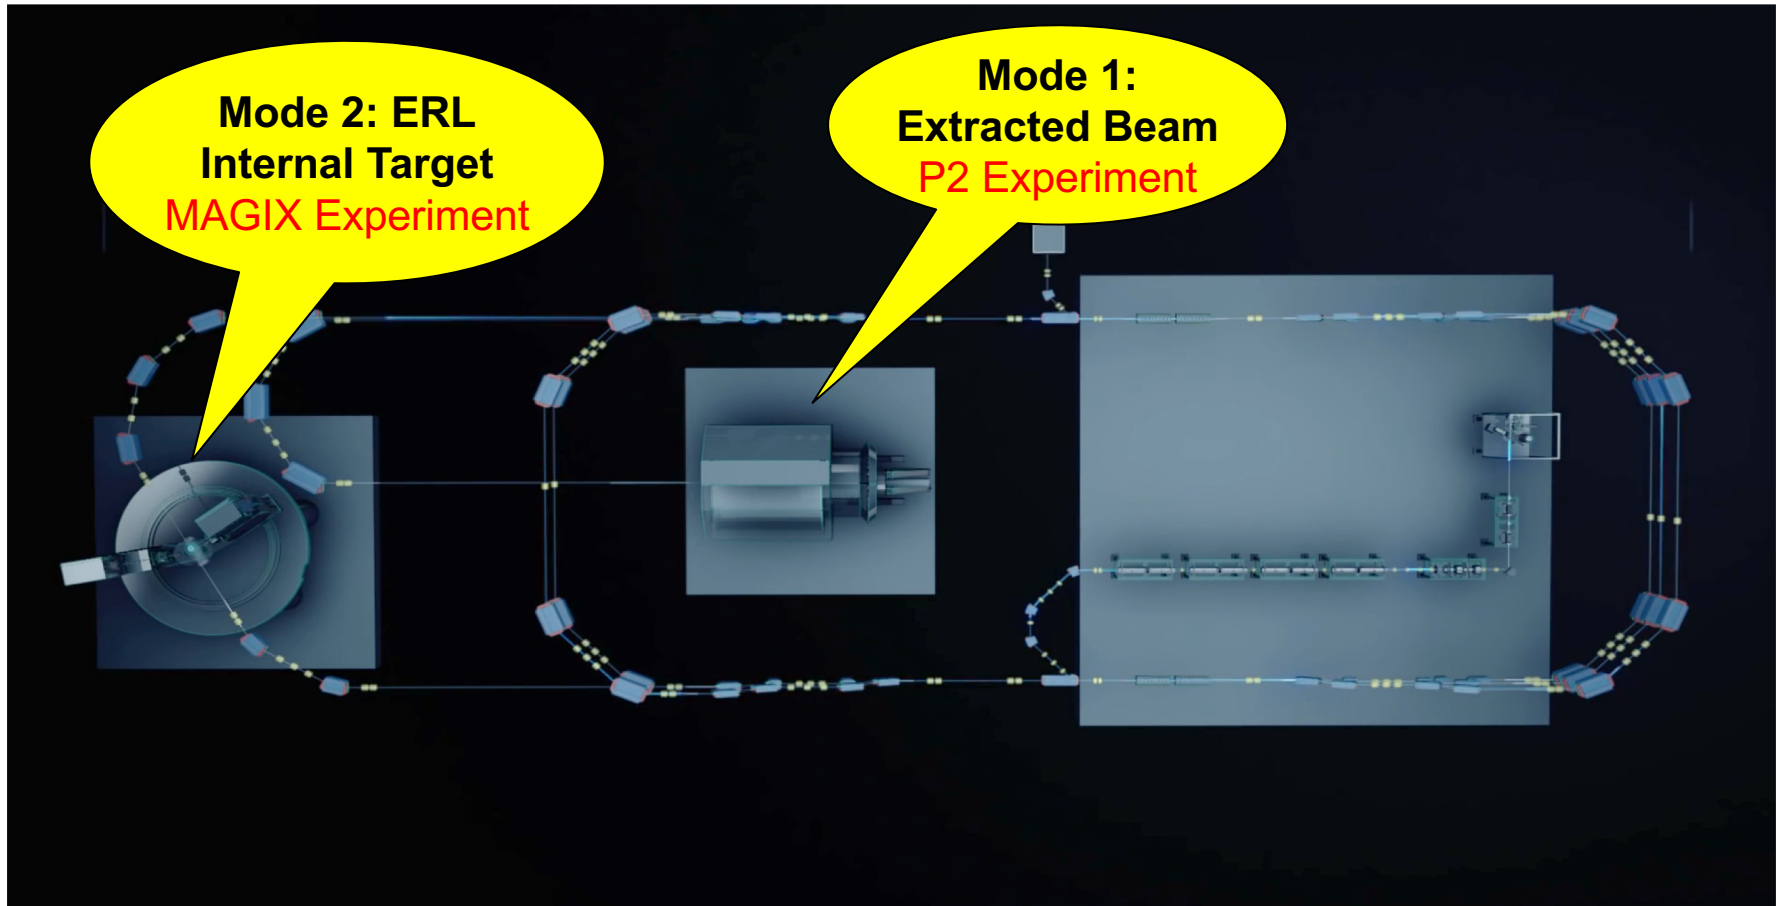 Mode 2: ERL
Internal Target
MAGIX Experiment
Mode 1:
Extracted Beam
P2 Experiment